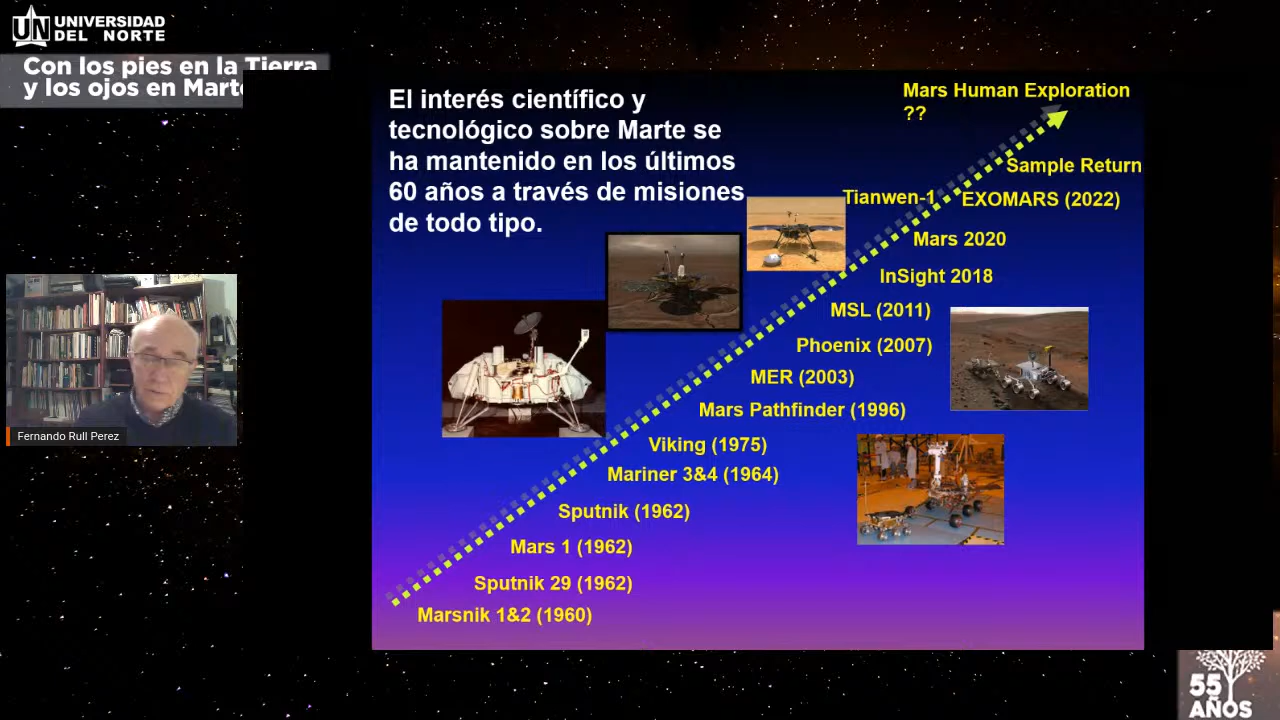 UN UNIVERSIDAD
DEL NORTE
Con los pies en la Tierra
y los ojos en Marte
El interés científico y
tecnológico sobre Marte se
ha mantenido en los últimos
60 años a través de misiones
de todo tipo.
Mars Human Exploration
??
Sample Return
Tianwen-1
EXOMARS (2022)
Mars 2020
InSight 2018
MSL (2011)
Phoenix (2007)
MER (2003)
Mars Pathfinder (1996)
Viking (1975)
Mariner 3&4 (1964)
Sputnik (1962)
Mars 1 (1962)
Sputnik 29 (1962)
Marsnik 1&2 (1960)
Fernando Rull Perez
55
AÑOS